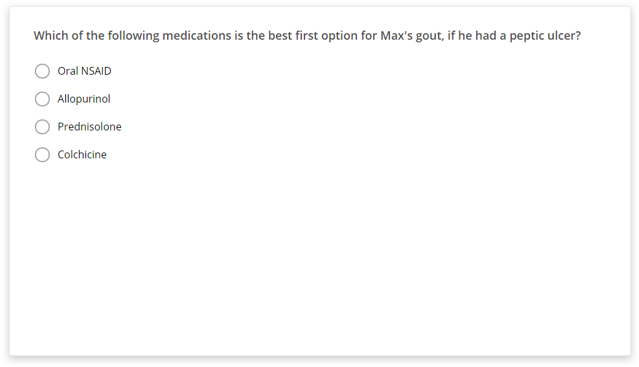 Which of the following medications is the best first option for Max's gout, if he had a peptic ulcer?
Oral NSAID
Allopurinol
Prednisolone
Colchicine